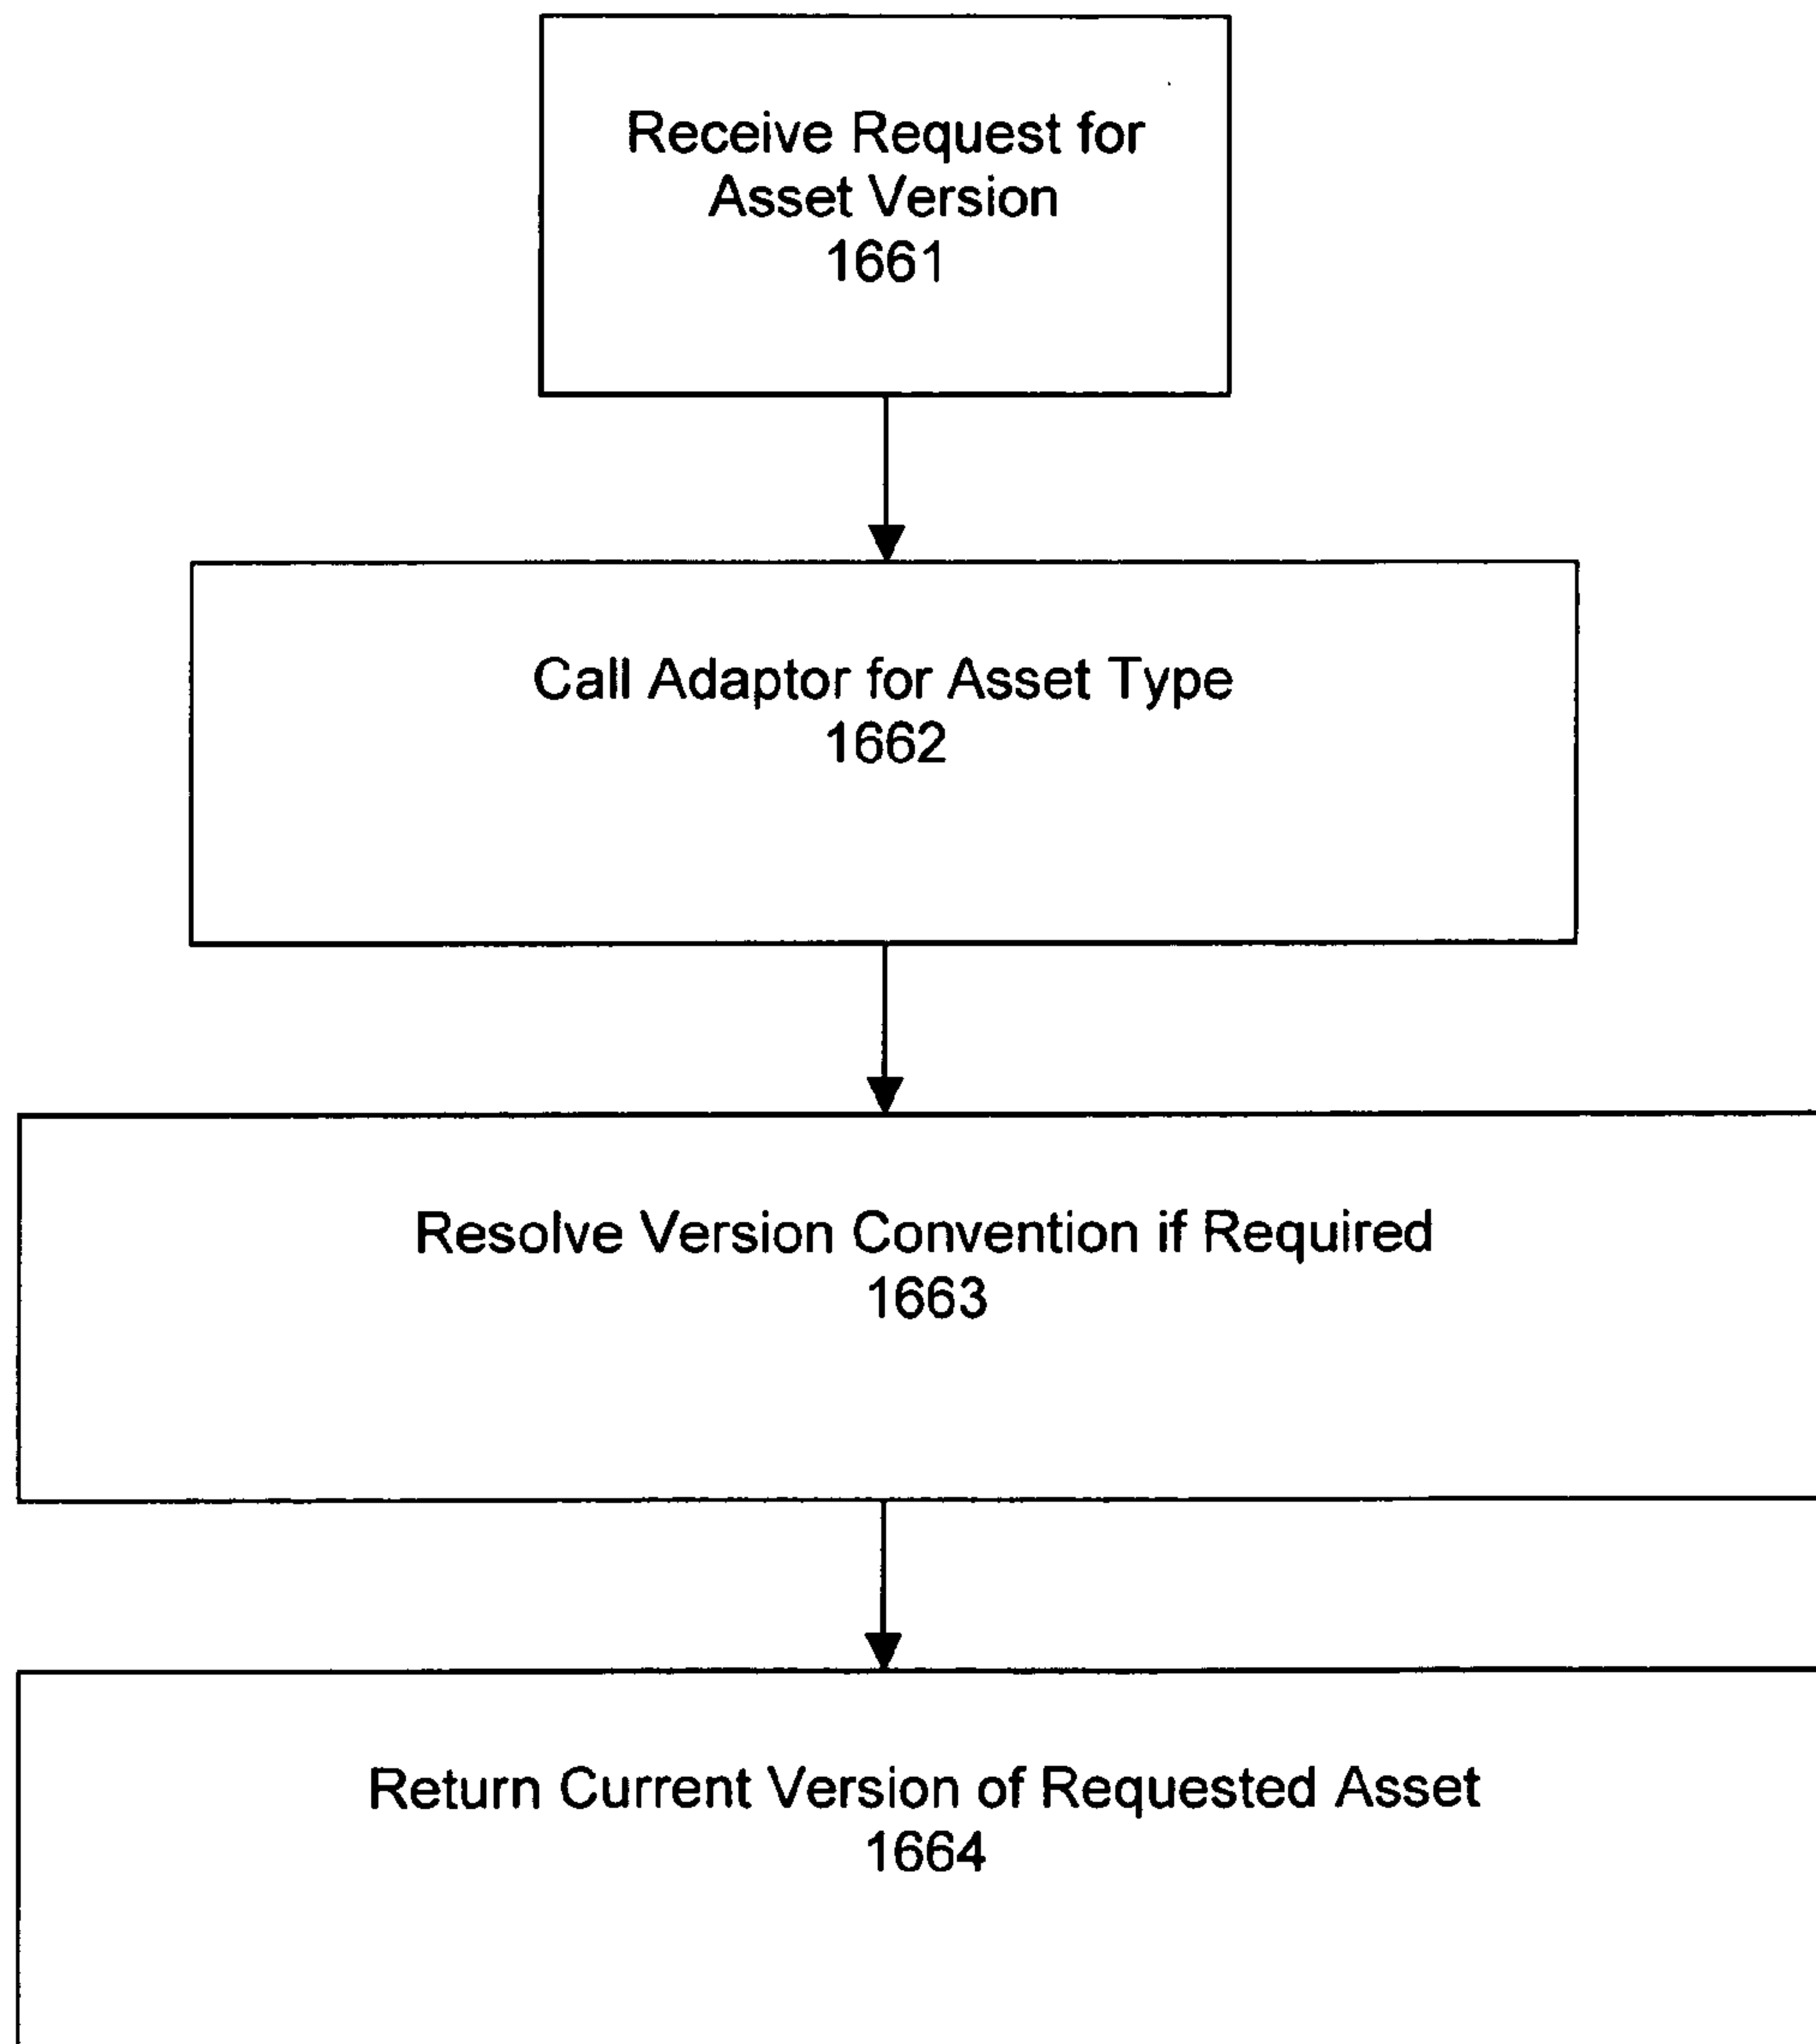 Receive Request for
Asset Version
1661
Call Adaptor for Asset Type
1662
Resolve Version Convention if Required
1663
Return Current Version of Requested Asset
1664